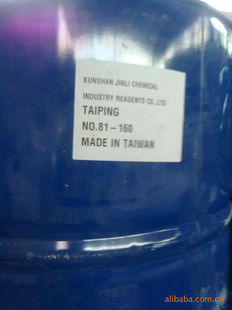 KUNSHAN JINLI CHEMICAL
INDUSTRY REAGENTS CO.,LTD
TAIPING
NO.81-160
MADE IN TAIWAN
alibaba.com.cn